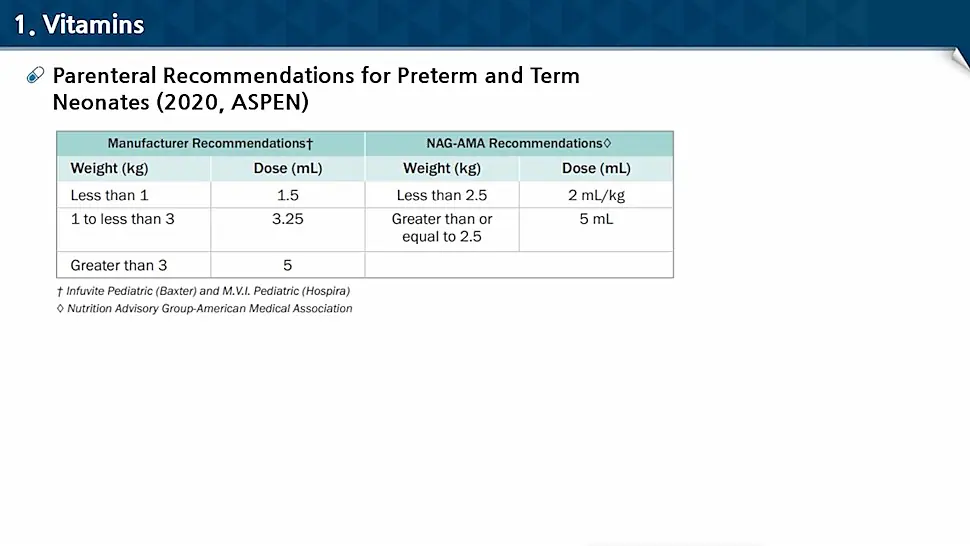 1. Vitamins
Parenteral Recommendations for Preterm and Term
Neonates (2020, ASPEN)
Manufacturer Recommendations† NAG-AMA Recommendations◊
Weight (kg) Dose (mL) Weight (kg) Dose (mL)
Less than 1 1.5 Less than 2.5 2 mL/kg
1 to less than 3 3.25 Greater than or 5 mL
equal to 2.5
Greater than 3 5
† Infuvite Pediatric (Baxter) and M.V.I. Pediatric (Hospira)
◊ Nutrition Advisory Group-American Medical Association